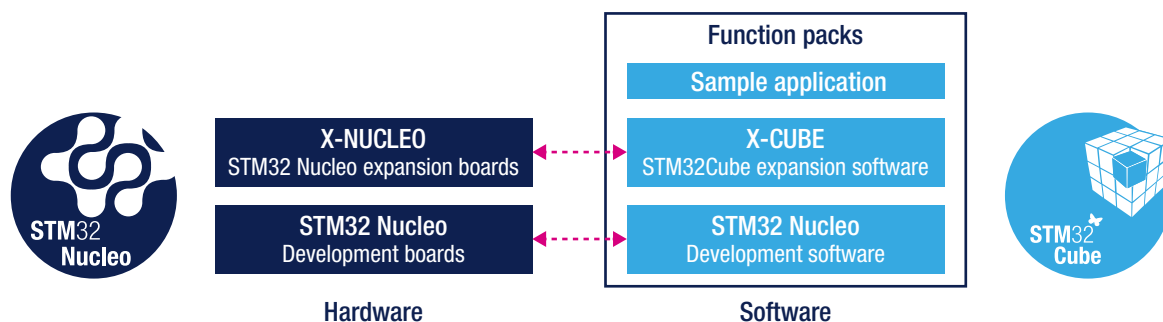 Function packs
Sample application
X-NUCLEO
STM32 Nucleo expansion boards
X-CUBE
STM32Cube expansion software
STM32 Nucleo
Development boards
STM32 Nucleo
Development software
STM32
Nucleo
STM32
Cube
Hardware
Software